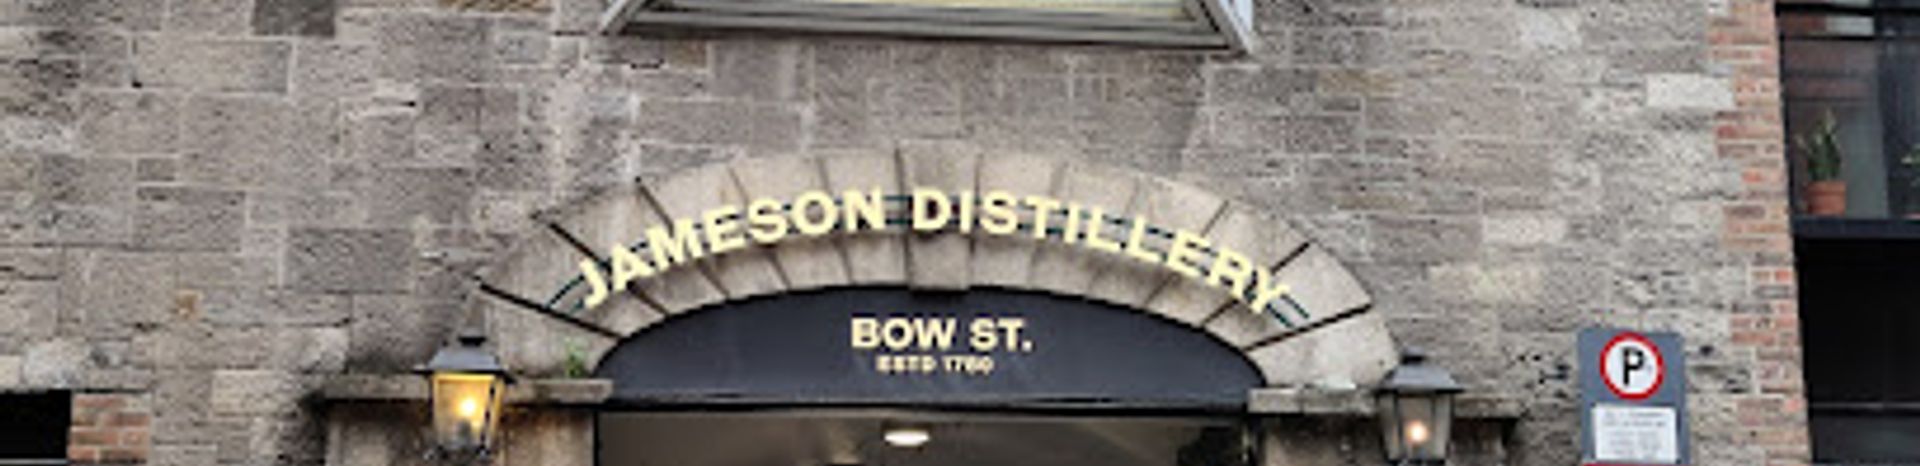 JAMESON DISTILLERY
BOW ST.
ESTD 1780
P